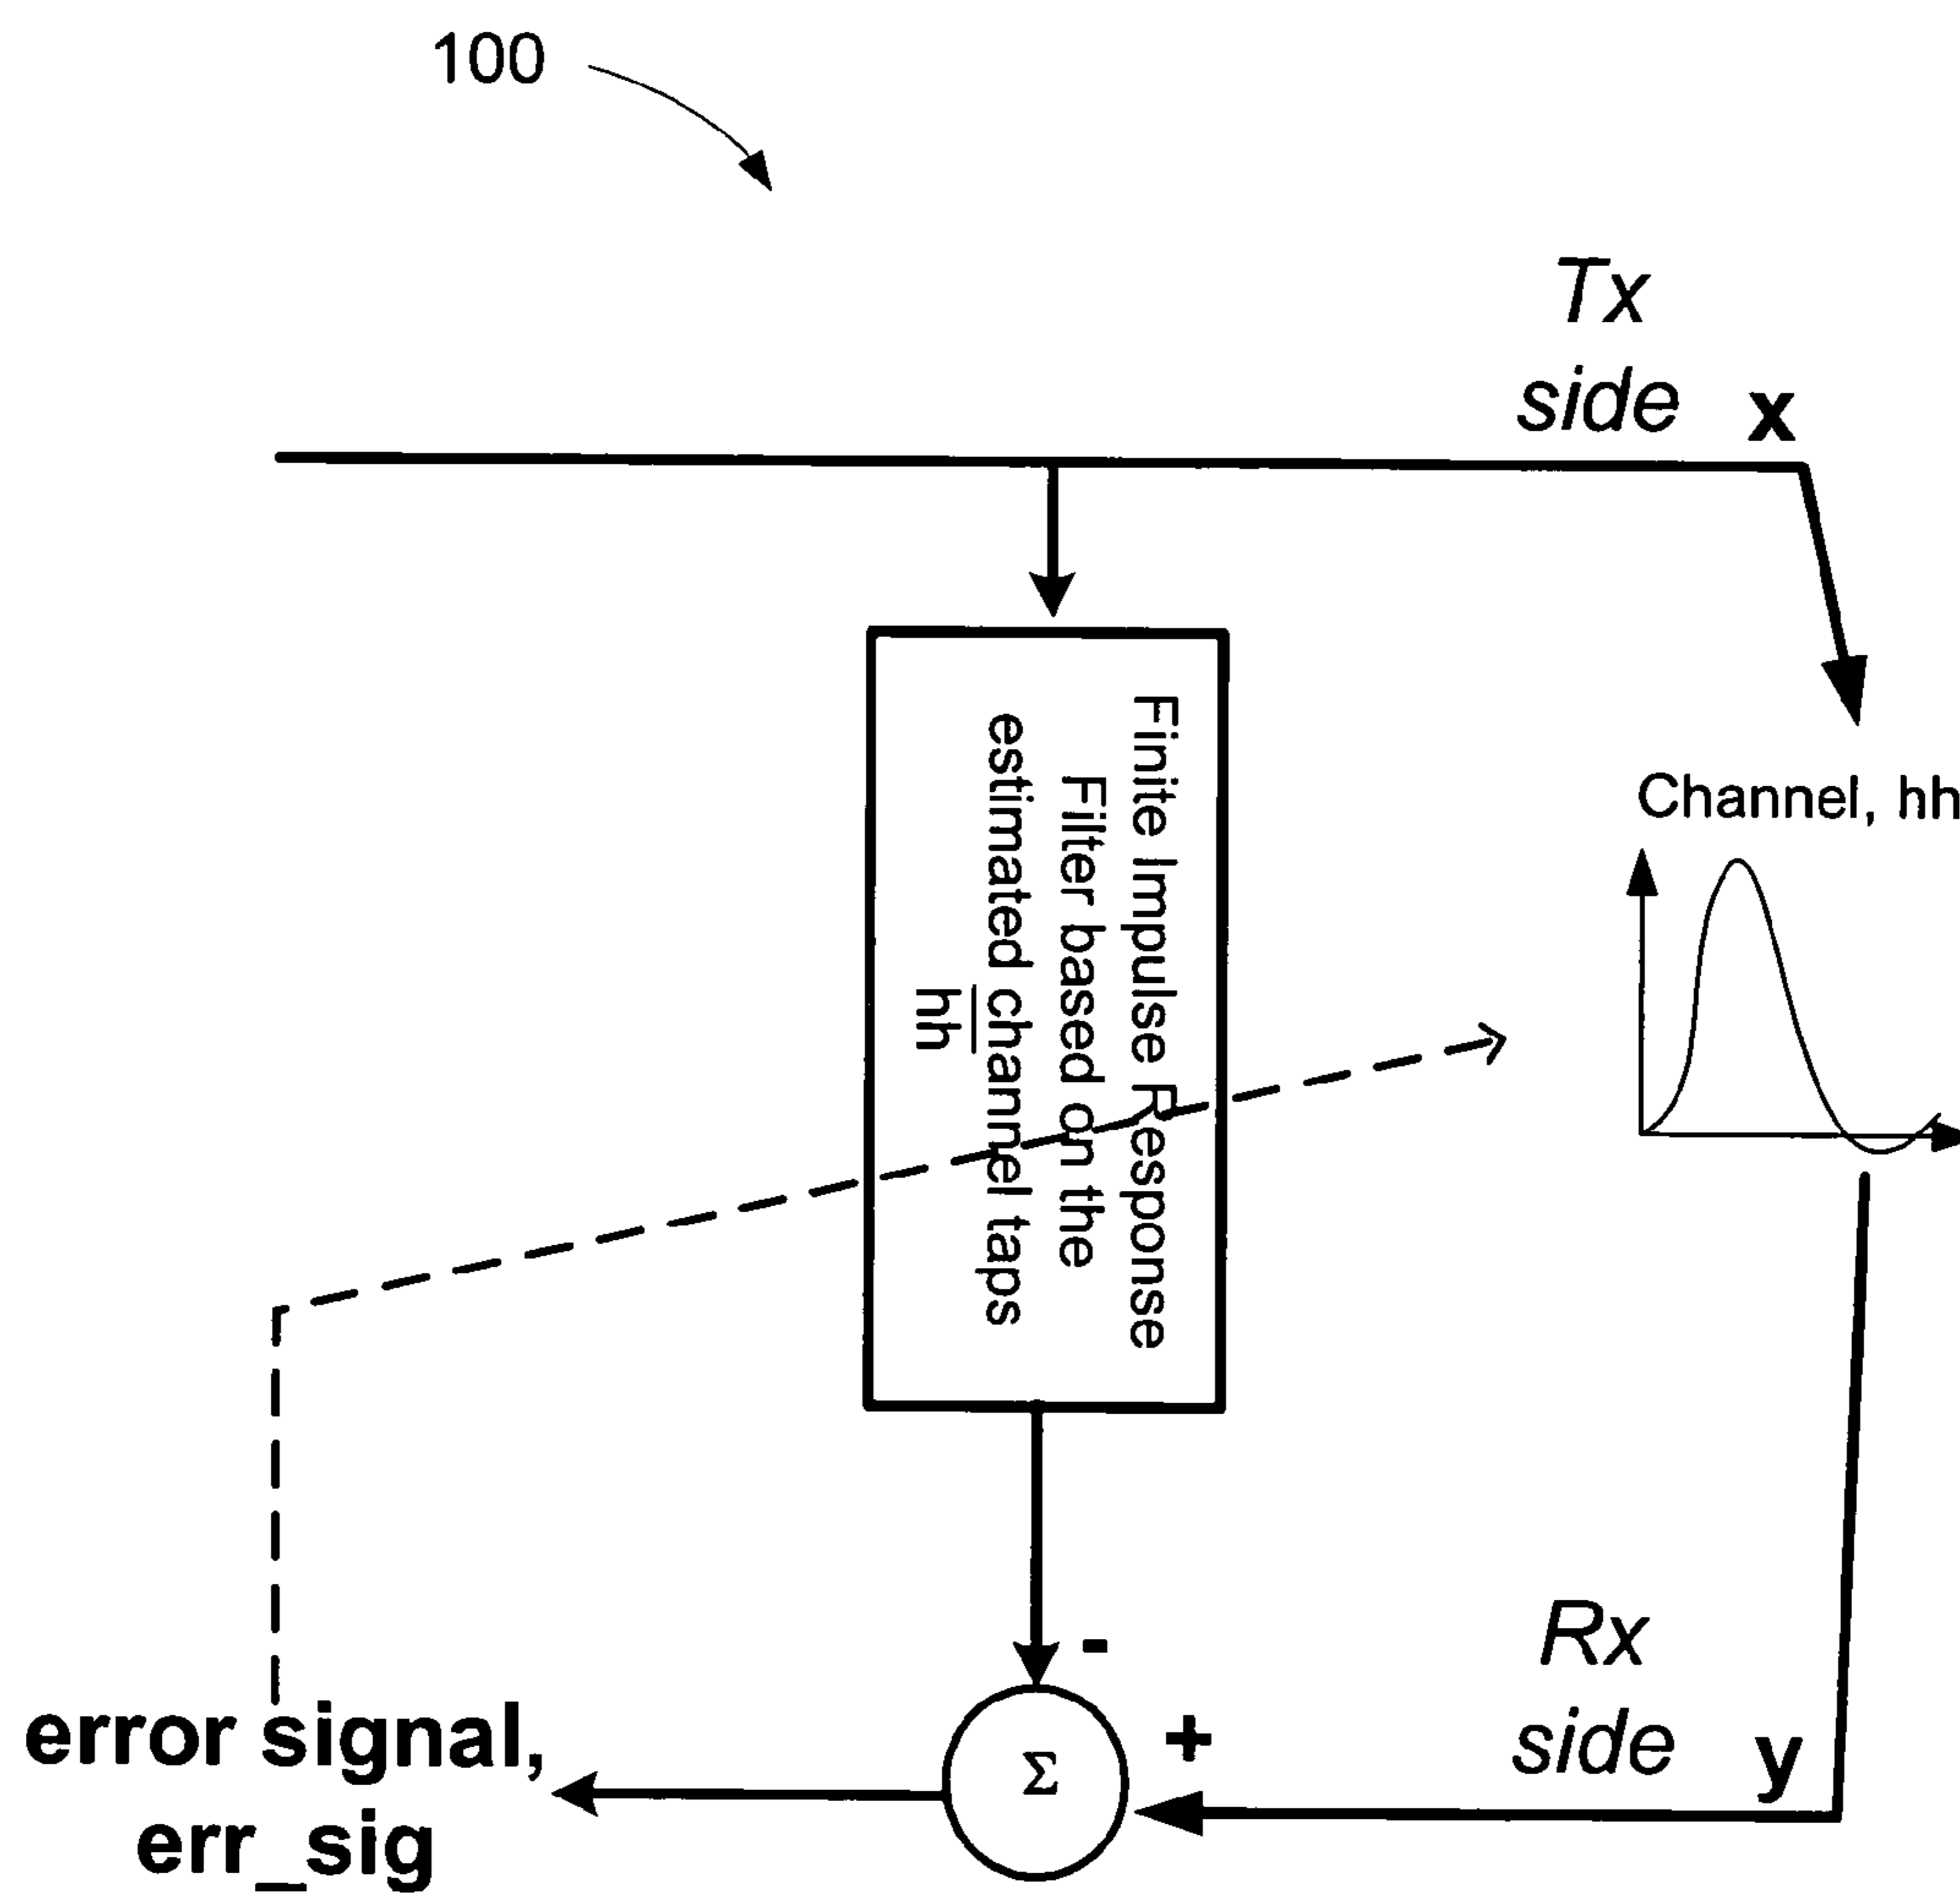 100
Tx
side x
Channel, hh
Finite Impulse Response
Filter based on the
estimated channel taps
hh
-
+
Σ
Rx
side y
error signal,
err_sig